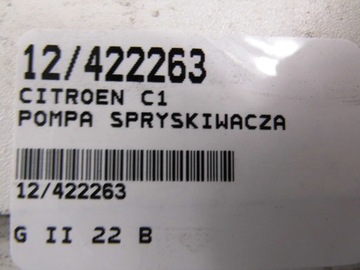 12/422263
CITROEN C1
POMPA SPRYSKIWACZA
12/422263
G II 22 B